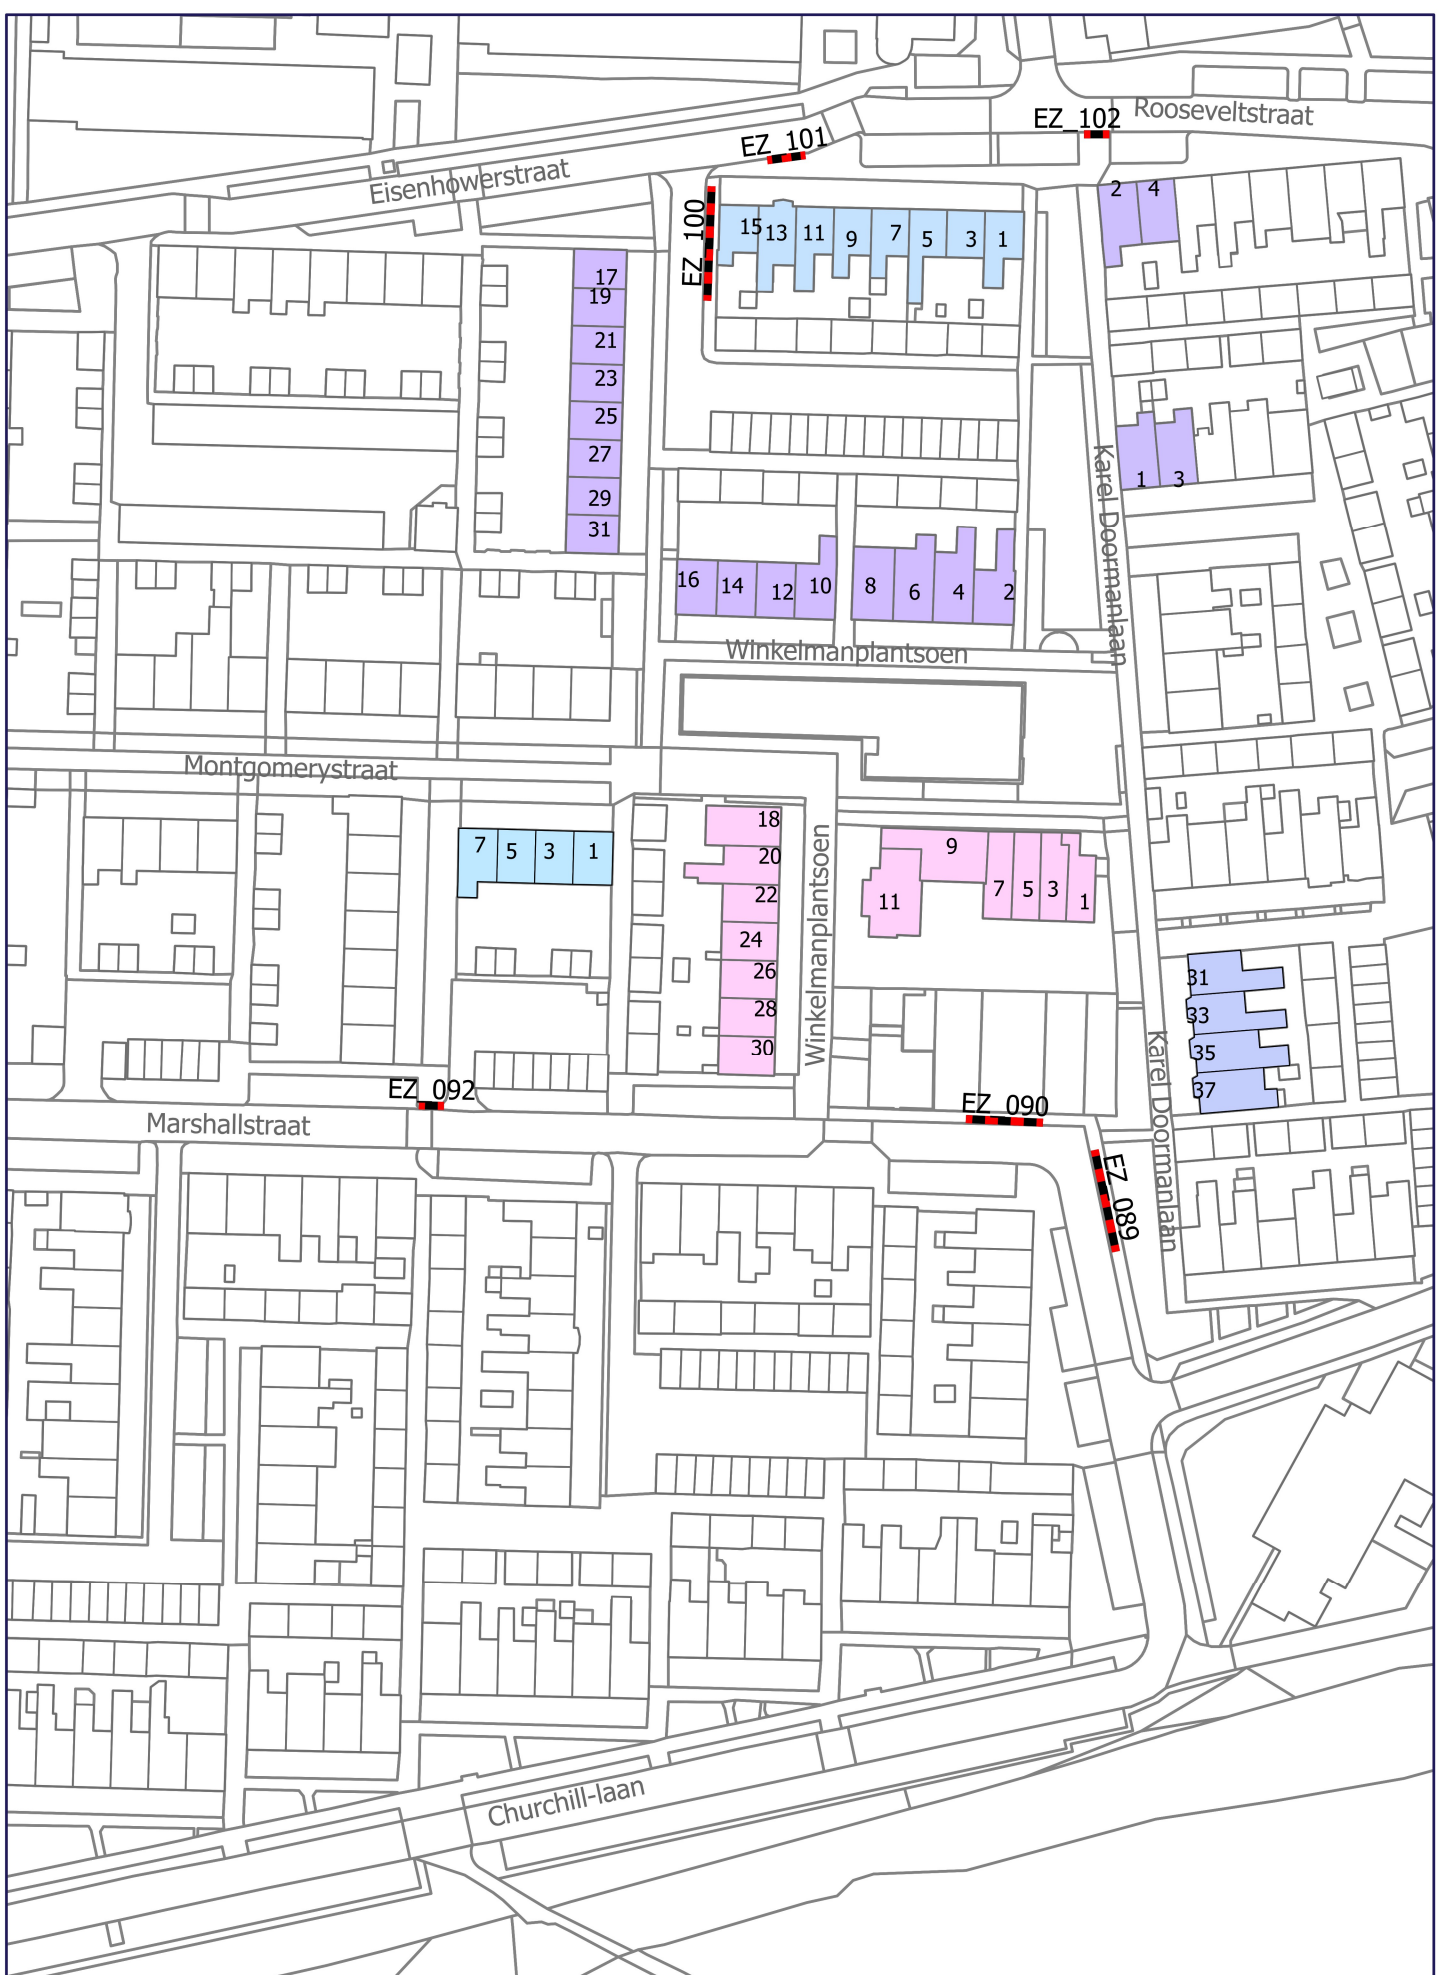 Rooseveltstraat
EZ_102
EZ_101
Eisenhowerstraat
EZ_100
15 13 11 9 7 5 3 1
2 4
17
19
21
23
25
27
29
31
1 3
Karel Doormanlaan
16 14 12 10 8 6 4 2
Winkelmanplantsoen
Montgomerystraat
7 5 3 1
18
20
22
24
26
28
30
Winkelmanplantsoen
9
11 7 5 3 1
31
33
35
37
Karel Doormanlaan
EZ_092
EZ_090
Marshallstraat
EZ_089
Churchill-laan